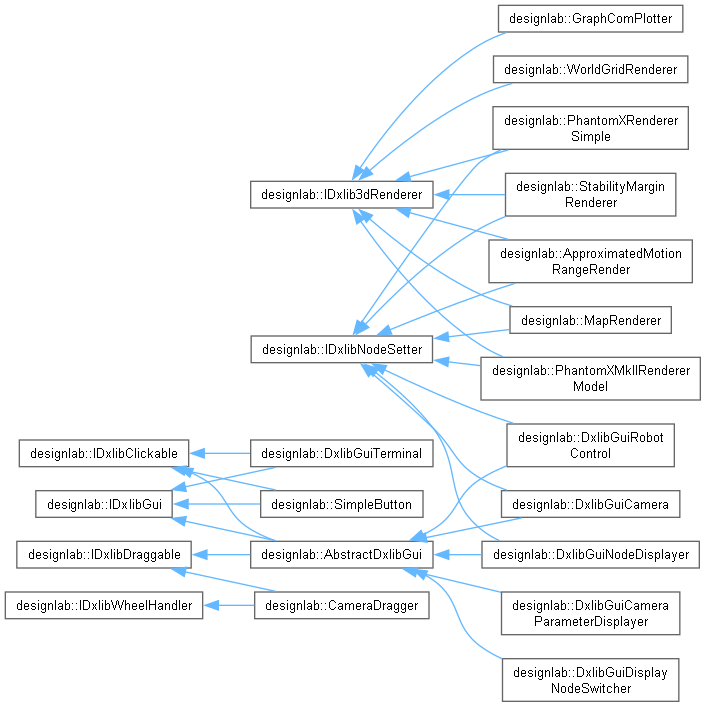 designlab::GraphComPlotter
designlab::WorldGridRenderer
designlab::PhantomXRenderer
Simple
designlab::IDxlib3dRenderer
designlab::StabilityMargin
Renderer
designlab::ApproximatedMotion
RangeRender
designlab::MapRenderer
designlab::IDxlibNodeSetter
designlab::PhantomXMkIIRenderer
Model
designlab::DxlibGuiRobot
Control
designlab::IDxlibClickable
designlab::DxlibGuiTerminal
designlab::IDxlibGui
designlab::SimpleButton
designlab::DxlibGuiCamera
designlab::IDxlibDraggable
designlab::AbstractDxlibGui
designlab::DxlibGuiNodeDisplayer
designlab::IDxlibWheelHandler
designlab::CameraDragger
designlab::DxlibGuiCamera
ParameterDisplayer
designlab::DxlibGuiDisplay
NodeSwitcher